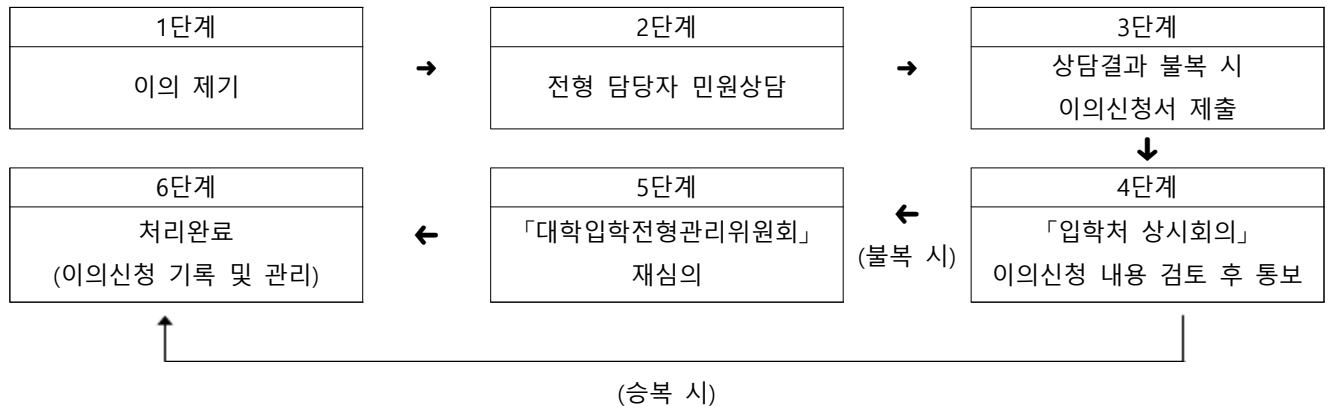 1단계
이의 제기
➜
2단계
전형 담당자 민원상담
➜
3단계
상담결과 불복 시
이의신청서 제출
4단계
「입학처 상시회의」
이의신청 내용 검토 후 통보
(불복 시)
5단계
「대학입학전형관리위원회」
재심의
6단계
처리완료
(이의신청 기록 및 관리)
(승복 시)